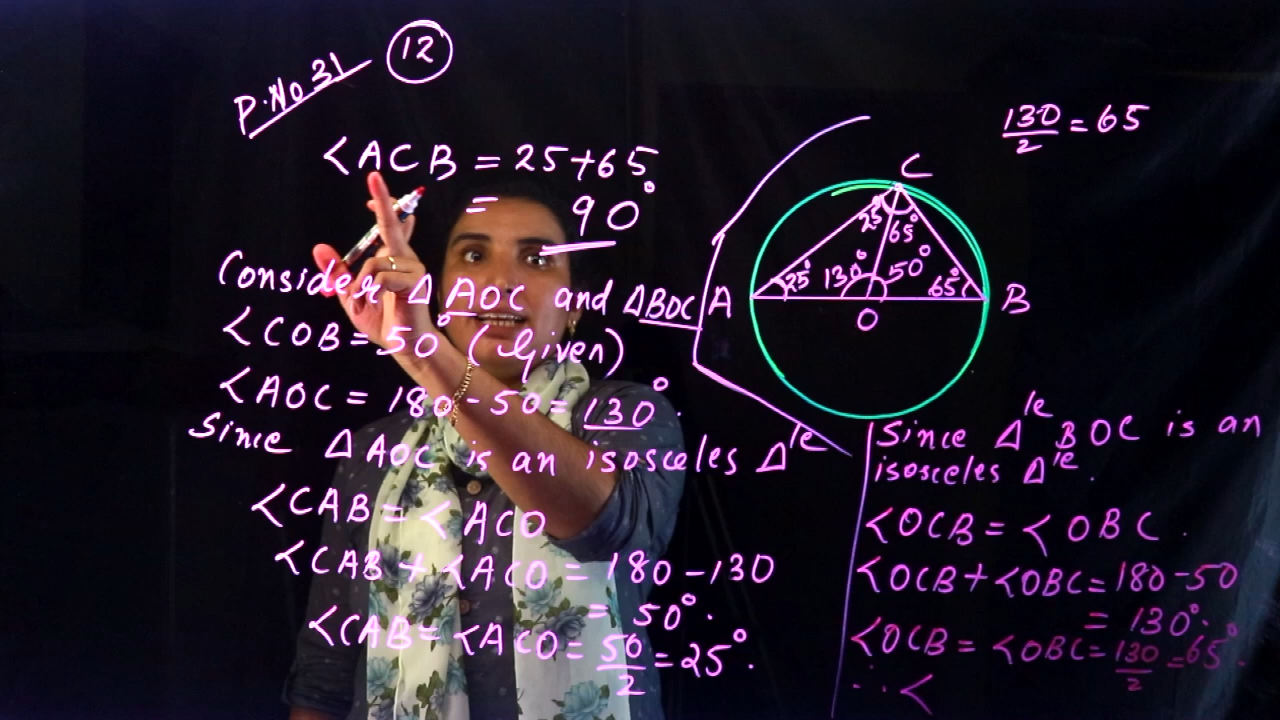 P.No 31
12
<ACB = 25+65
= 90°
Consider Δ AOC and ΔBOC
<COB = 50° (Given)
<AOC = 180 - 50 = 130°.
Since Δ AOC is an isosceles Δle
<CAB = <ACO
<CAB + <ACO = 180 - 130
= 50°.
<CAB = <ACO = 50/2 = 25°.
130/2 = 65
C
25 65°
A 25° 130° 50° 65° B
O
Since Δle BOC is an
isosceles Δle.
<OCB = <OBC.
<OCB + <OBC = 180 - 50
= 130°.
<OCB = <OBC = 130/2 = 65°.
∴ <